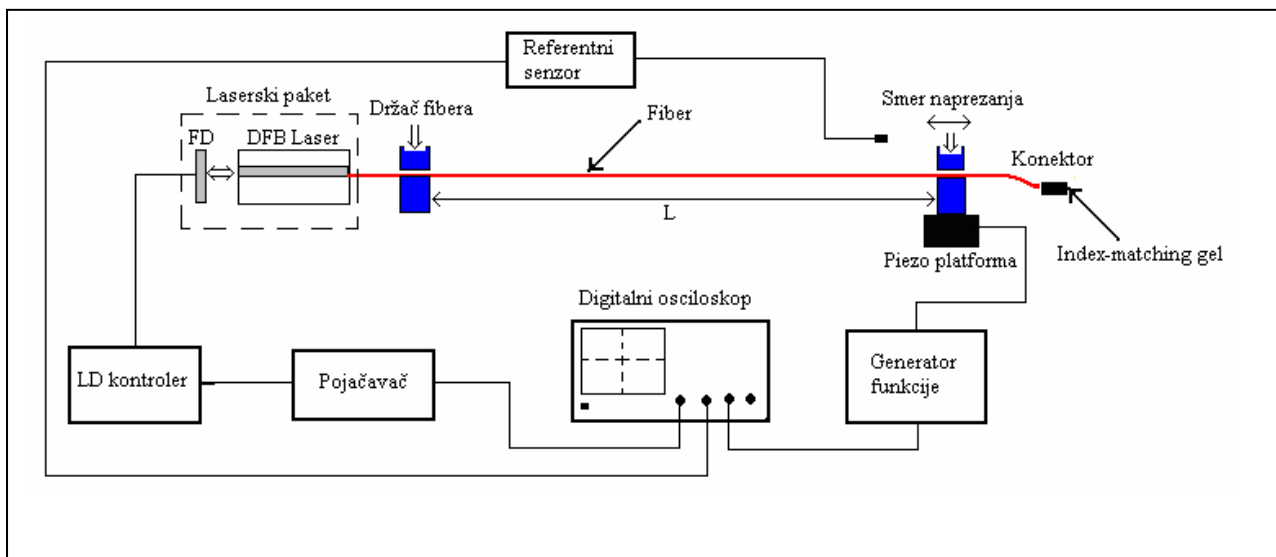 Referentni
senzor
Laserski paket
Držač fibera
Smer naprezanja
FD
DFB Laser
Fiber
Konektor
L
Piezo platforma
Index-matching gel
Digitalni osciloskop
LD kontroler
Pojačavač
Generator
funkcije